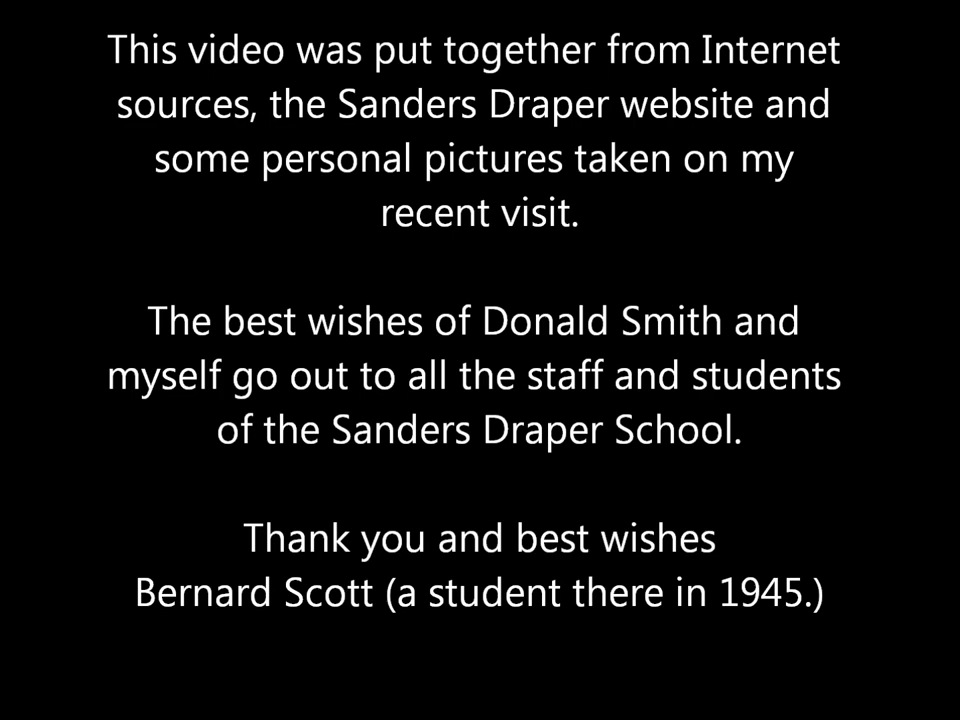 This video was put together from Internet
sources, the Sanders Draper website and
some personal pictures taken on my
recent visit.
The best wishes of Donald Smith and
myself go out to all the staff and students
of the Sanders Draper School.
Thank you and best wishes
Bernard Scott (a student there in 1945.)